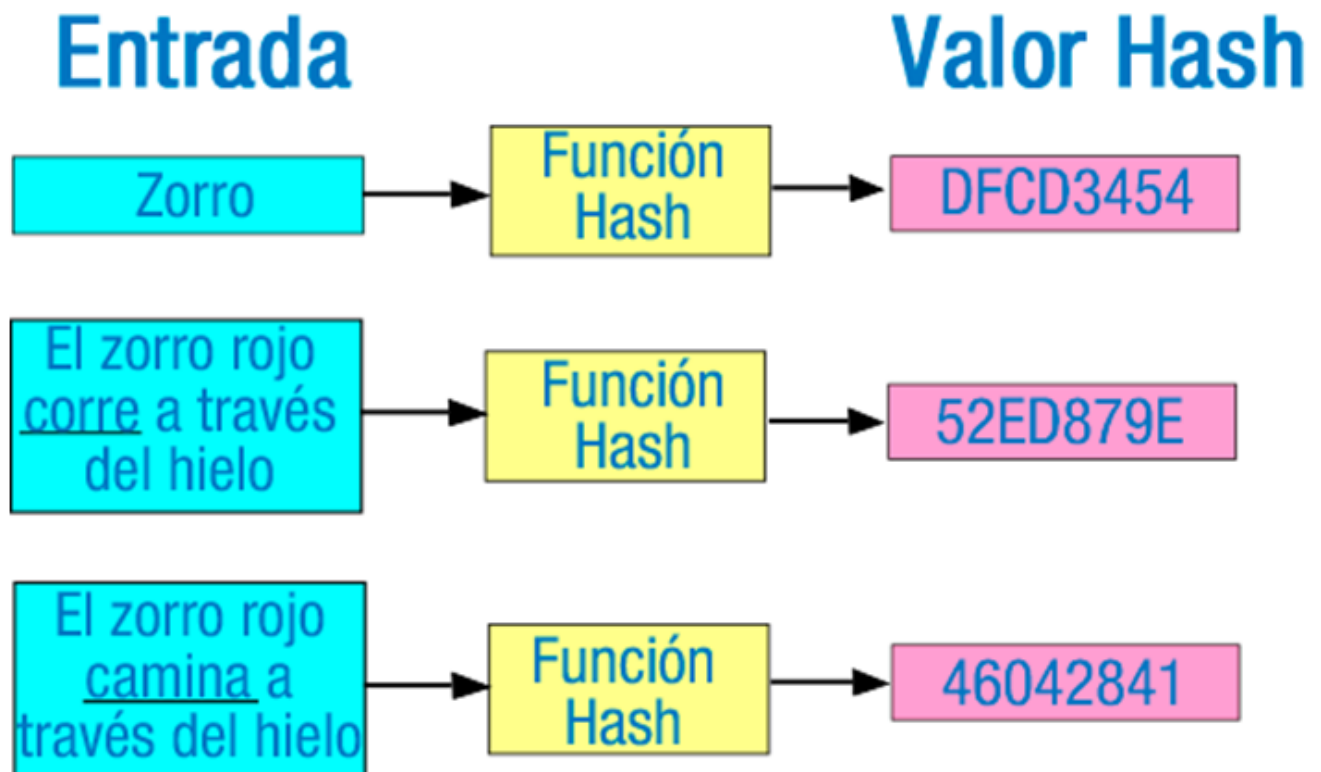 Entrada
Valor Hash
Zorro
Función
Hash
DFCD3454
El zorro rojo
corre a través
del hielo
Función
Hash
52ED879E
El zorro rojo
camina a
través del hielo
Función
Hash
46042841